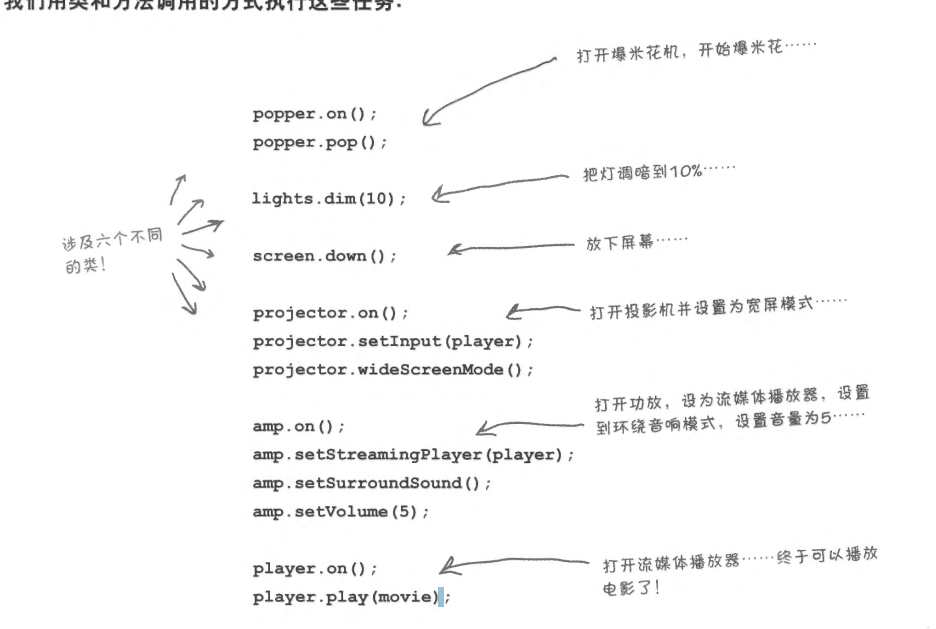 我们用类和方法调用的方式执行这些任务：
打开爆米花机，开始爆米花……
popper.on();
popper.pop();
把灯调暗到10%……
lights.dim(10);
涉及六个不同
的类！
放下屏幕……
screen.down();
打开投影机并设置为宽屏模式……
projector.on();
projector.setInput(player);
projector.wideScreenMode();
打开功放，设为流媒体播放器，设置
到环绕音响模式，设置音量为5……
amp.on();
amp.setStreamingPlayer(player);
amp.setSurroundSound();
amp.setVolume(5);
打开流媒体播放器……终于可以播放
电影了！
player.on();
player.play(movie);